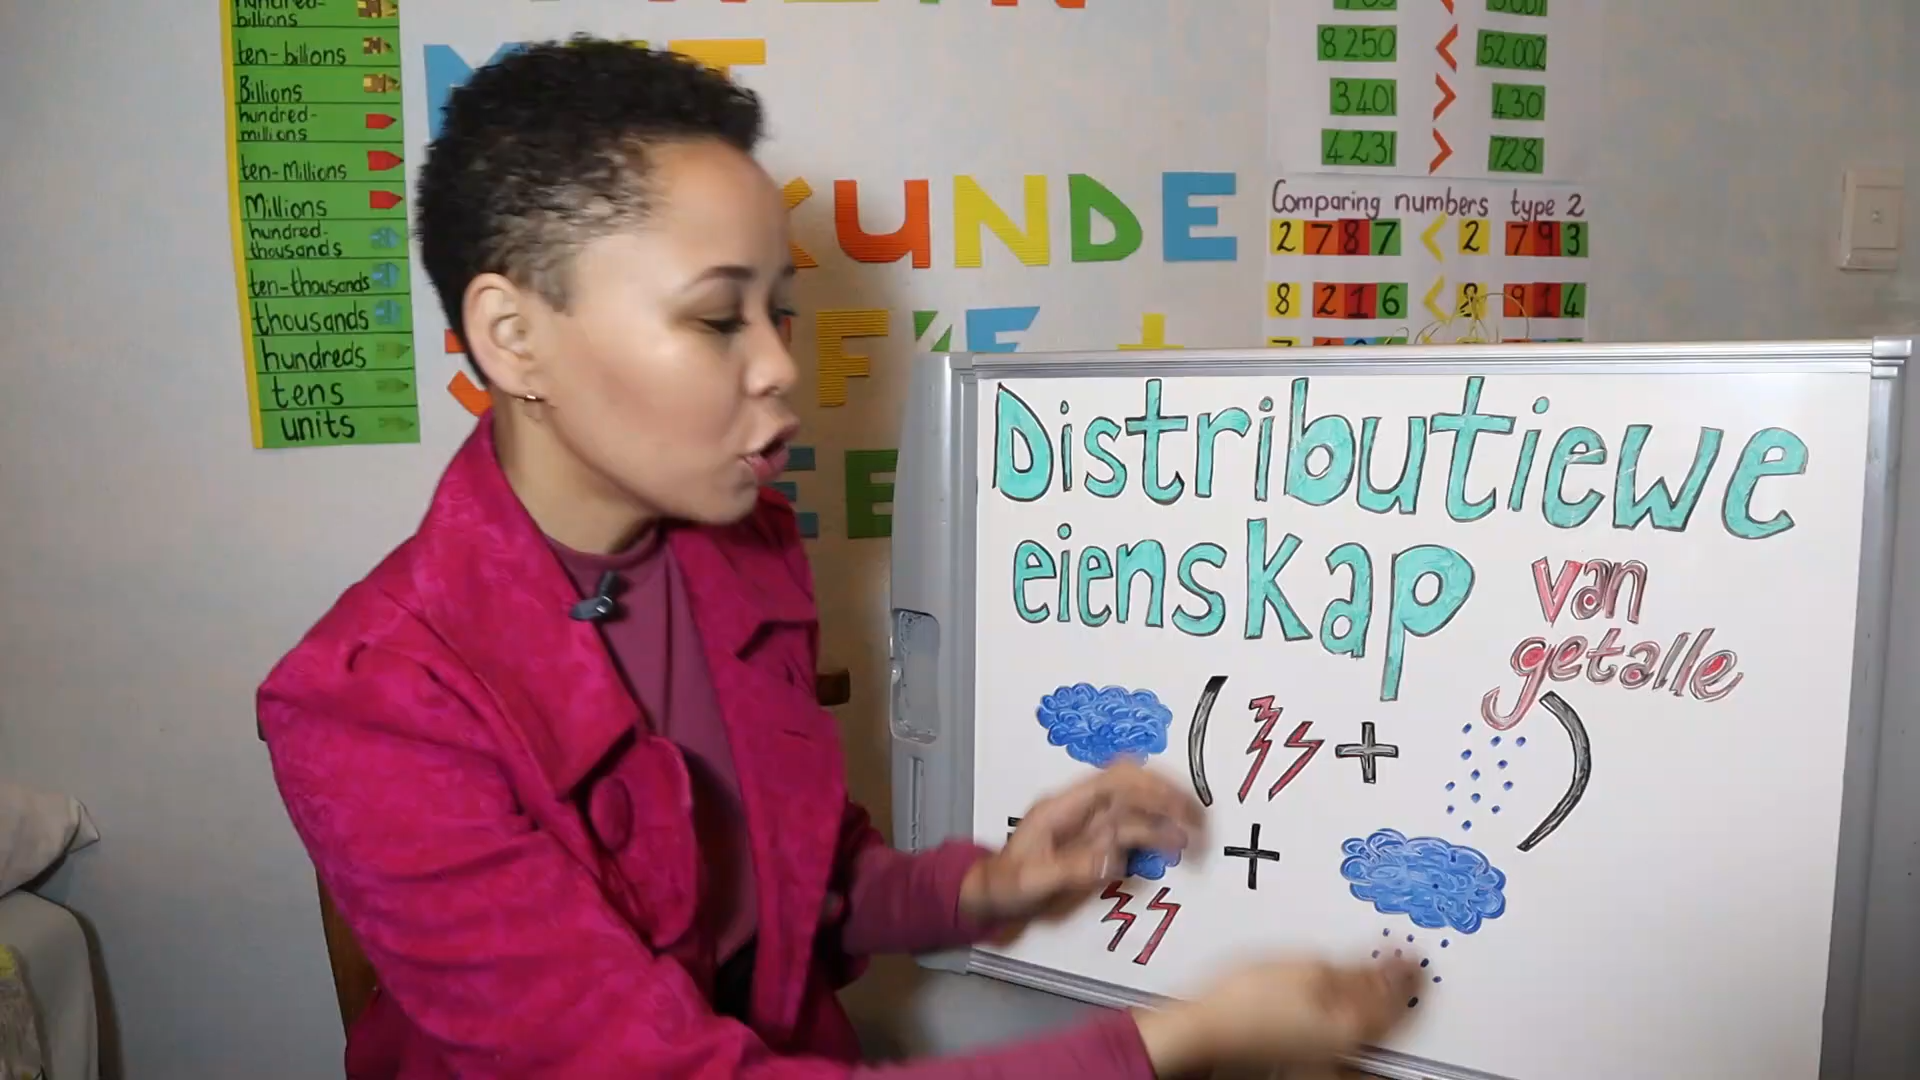 hundred-
billions
ten-billions
Billions
hundred-
millions
ten-Millions
Millions
hundred-
thousands
ten-thousands
thousands
hundreds
tens
units
KUNDE
8 250 < 52 002
3 401 > 430
4 231 > 728
Comparing numbers type 2
2 7 8 7 < 2 7 9 3
8 2 1 6 < 8 9 1 4
Distributiewe
eienskap van
getalle
( + )
+